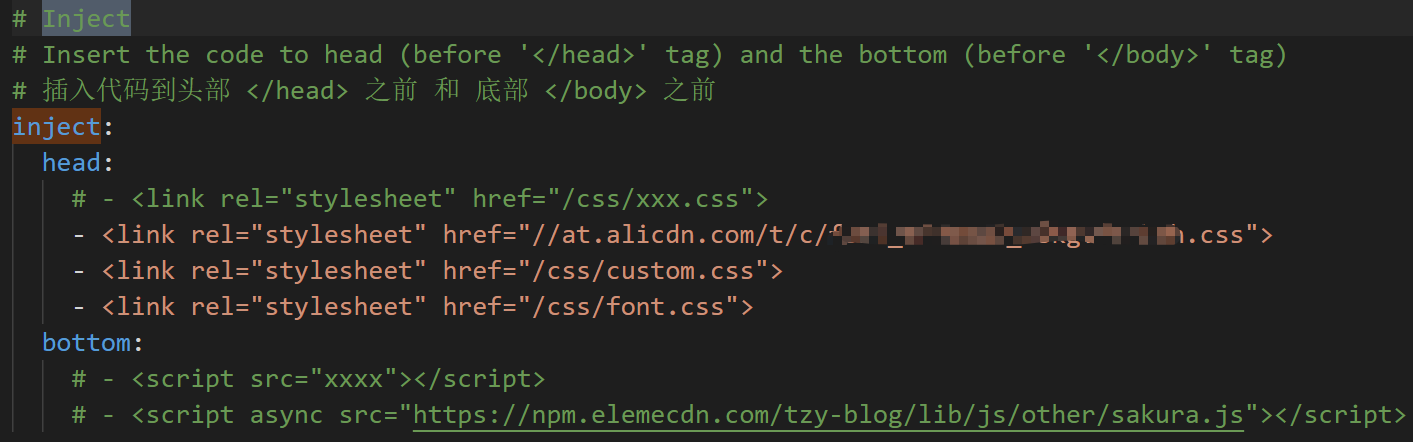 # Inject
# Insert the code to head (before '</head>' tag) and the bottom (before '</body>' tag)
# 插入代码到头部 </head> 之前 和 底部 </body> 之前
inject:
head:
# - <link rel="stylesheet" href="/css/xxx.css">
- <link rel="stylesheet" href="//at.alicdn.com/t/c/ .css">
- <link rel="stylesheet" href="/css/custom.css">
- <link rel="stylesheet" href="/css/font.css">
bottom:
# - <script src="xxxx"></script>
# - <script async src="https://npm.elemecdn.com/tzy-blog/lib/js/other/sakura.js"></script>